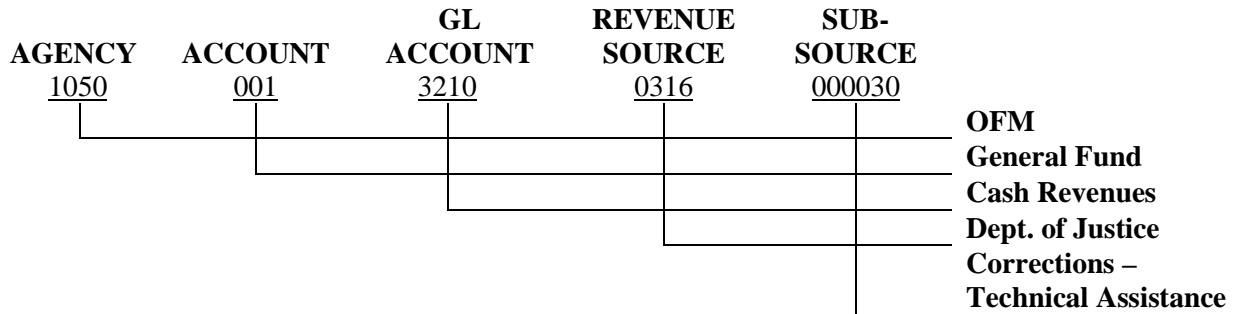 GL REVENUE SUB-
AGENCY ACCOUNT ACCOUNT SOURCE SOURCE
1050 001 3210 0316 000030
OFM
General Fund
Cash Revenues
Dept. of Justice
Corrections –
Technical Assistance